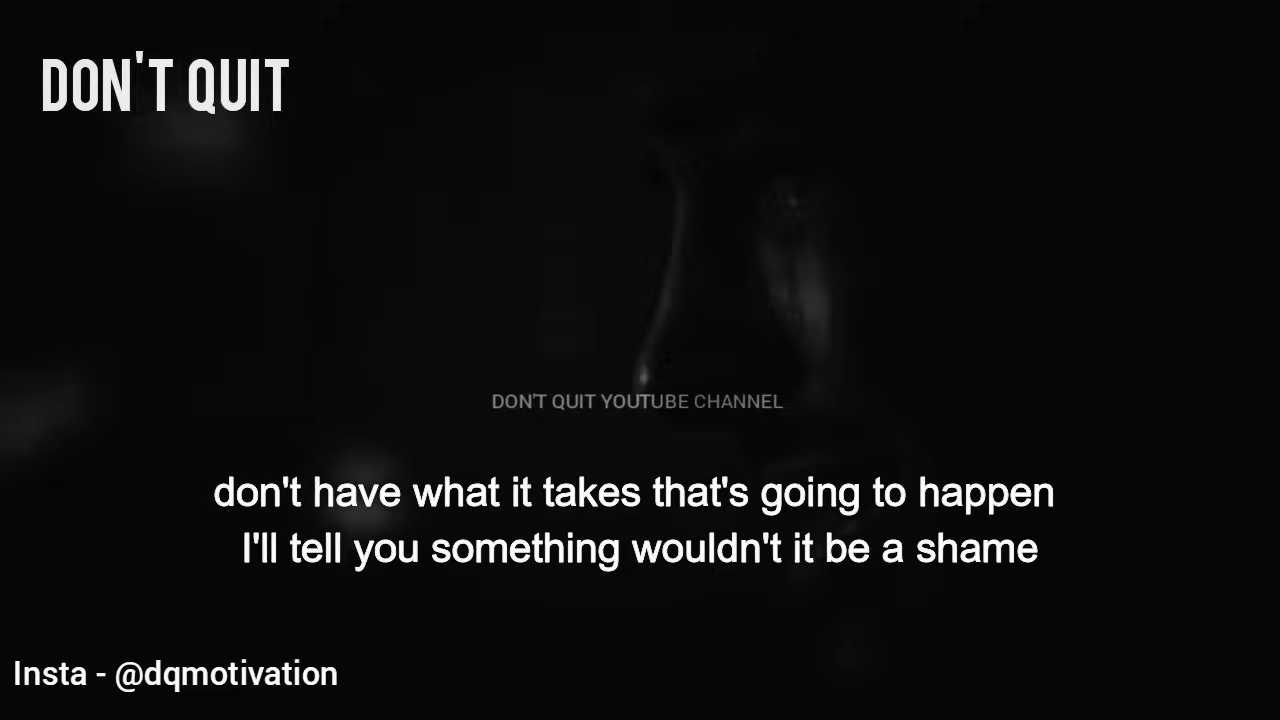 DON'T QUIT
DON'T QUIT YOUTUBE CHANNEL
don't have what it takes that's going to happen
I'll tell you something wouldn't it be a shame
Insta - @dqmotivation